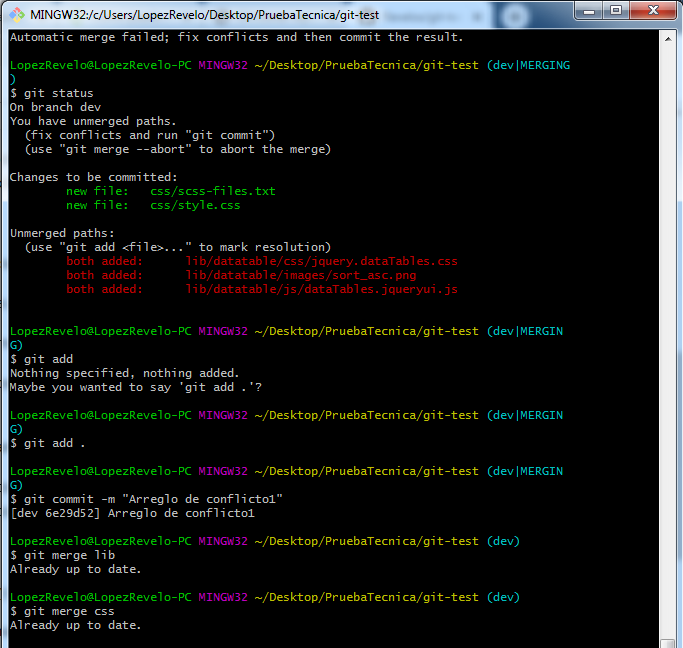 MINGW32:/c/Users/LopezRevelo/Desktop/PruebaTecnica/git-test
Automatic merge failed; fix conflicts and then commit the result.
LopezRevelo@LopezRevelo-PC MINGW32 ~/Desktop/PruebaTecnica/git-test (dev|MERGING
)
$ git status
On branch dev
You have unmerged paths.
  (fix conflicts and run "git commit")
  (use "git merge --abort" to abort the merge)
Changes to be committed:
        new file:   css/scss-files.txt
        new file:   css/style.css
Unmerged paths:
  (use "git add <file>..." to mark resolution)
        both added:      lib/datatable/css/jquery.dataTables.css
        both added:      lib/datatable/images/sort_asc.png
        both added:      lib/datatable/js/dataTables.jqueryui.js
LopezRevelo@LopezRevelo-PC MINGW32 ~/Desktop/PruebaTecnica/git-test (dev|MERGIN
G)
$ git add
Nothing specified, nothing added.
Maybe you wanted to say 'git add .'?
LopezRevelo@LopezRevelo-PC MINGW32 ~/Desktop/PruebaTecnica/git-test (dev|MERGIN
G)
$ git add .
LopezRevelo@LopezRevelo-PC MINGW32 ~/Desktop/PruebaTecnica/git-test (dev|MERGIN
G)
$ git commit -m "Arreglo de conflicto1"
[dev 6e29d52] Arreglo de conflicto1
LopezRevelo@LopezRevelo-PC MINGW32 ~/Desktop/PruebaTecnica/git-test (dev)
$ git merge lib
Already up to date.
LopezRevelo@LopezRevelo-PC MINGW32 ~/Desktop/PruebaTecnica/git-test (dev)
$ git merge css
Already up to date.